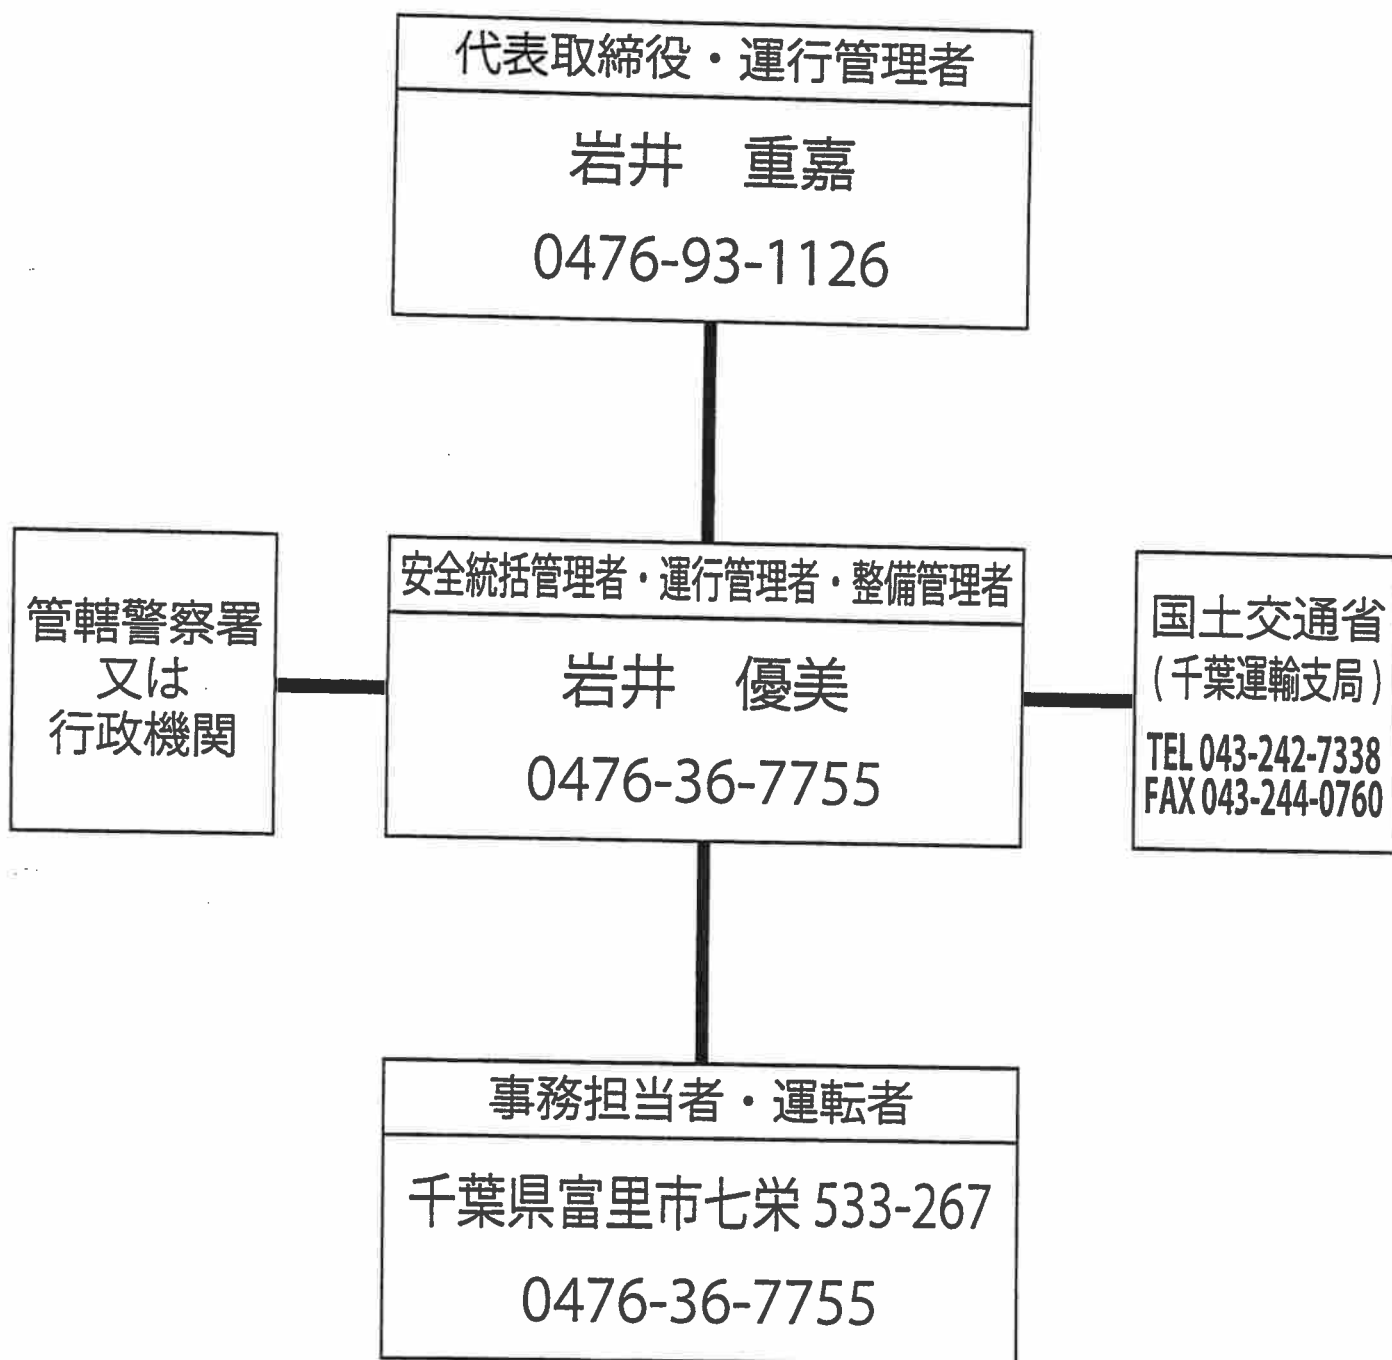 代表取締役・運行管理者
岩井 重嘉
0476-93-1126
管轄警察署
又は
行政機関
安全統括管理者・運行管理者・整備管理者
岩井 優美
0476-36-7755
国土交通省
(千葉運輸支局)
TEL 043-242-7338
FAX 043-244-0760
事務担当者・運転者
千葉県富里市七栄 533-267
0476-36-7755